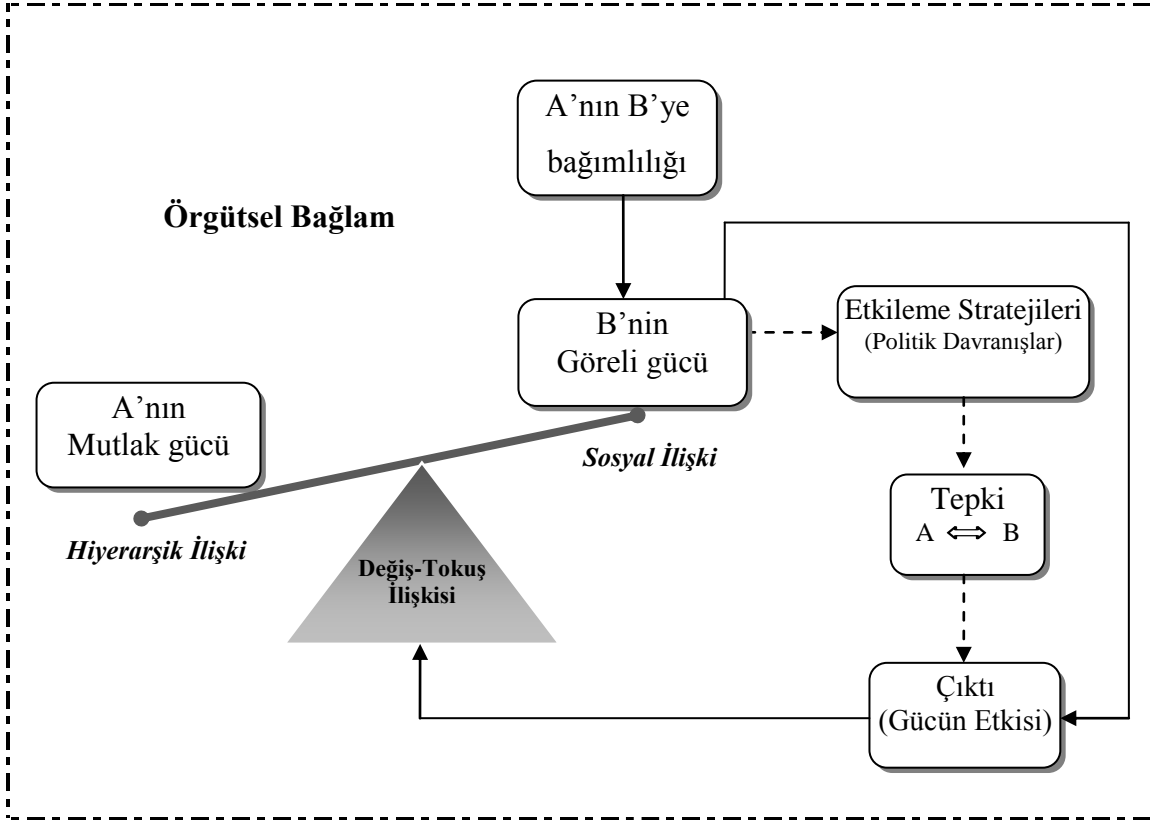 A’nın B’ye
bağımlılığı
Örgütsel Bağlam
B’nin
Göreli gücü
Etkileme Stratejileri
(Politik Davranışlar)
A’nın
Mutlak gücü
Sosyal İlişki
Hiyerarşik İlişki
Tepki
A ⇔ B
Değiş-Tokuş
İlişkisi
Çıktı
(Gücün Etkisi)